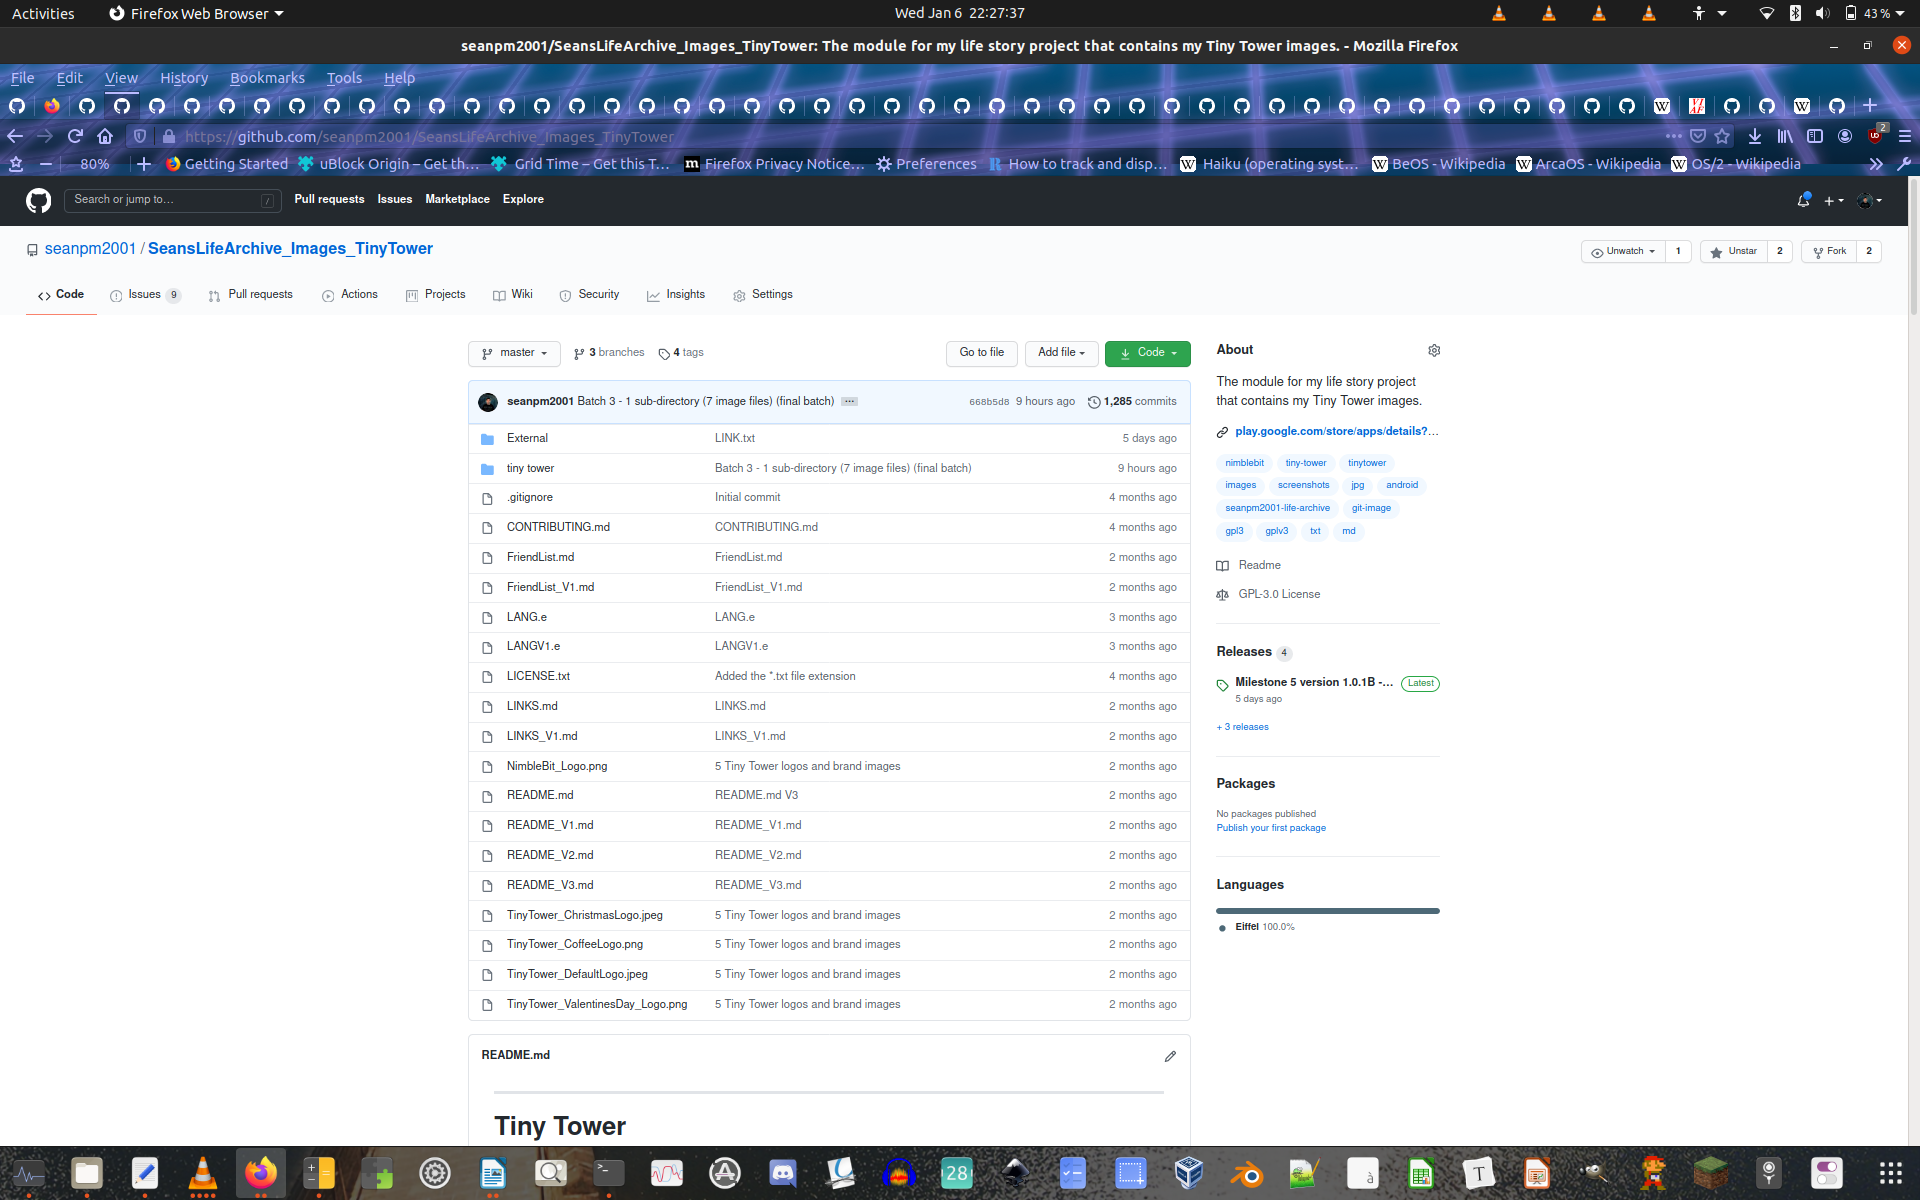 Activities
Firefox Web Browser
Wed Jan 6 22:27:37
43 %
seanpm2001/SeansLifeArchive_Images_TinyTower: The module for my life story project that contains my Tiny Tower images. - Mozilla Firefox
File Edit View History Bookmarks Tools Help
https://github.com/seanpm2001/SeansLifeArchive_Images_TinyTower
2
80%
Getting Started
uBlock Origin – Get th…
Grid Time – Get this T…
Firefox Privacy Notice…
Preferences
How to track and disp…
Haiku (operating syst…
BeOS - Wikipedia
ArcaOS - Wikipedia
OS/2 - Wikipedia
Search or jump to…
/
Pull requests Issues Marketplace Explore
seanpm2001 / SeansLifeArchive_Images_TinyTower
Unwatch 1
Unstar 2
Fork 2
Code
Issues 9
Pull requests
Actions
Projects
Wiki
Security
Insights
Settings
master
3 branches
4 tags
Go to file
Add file
Code
seanpm2001 Batch 3 - 1 sub-directory (7 image files) (final batch) ... 668b5d8 9 hours ago 1,285 commits
External LINK.txt 5 days ago
tiny tower Batch 3 - 1 sub-directory (7 image files) (final batch) 9 hours ago
.gitignore Initial commit 4 months ago
CONTRIBUTING.md CONTRIBUTING.md 4 months ago
FriendList.md FriendList.md 2 months ago
FriendList_V1.md FriendList_V1.md 2 months ago
LANG.e LANG.e 3 months ago
LANGV1.e LANGV1.e 3 months ago
LICENSE.txt Added the *.txt file extension 4 months ago
LINKS.md LINKS.md 2 months ago
LINKS_V1.md LINKS_V1.md 2 months ago
NimbleBit_Logo.png 5 Tiny Tower logos and brand images 2 months ago
README.md README.md V3 2 months ago
README_V1.md README_V1.md 2 months ago
README_V2.md README_V2.md 2 months ago
README_V3.md README_V3.md 2 months ago
TinyTower_ChristmasLogo.jpeg 5 Tiny Tower logos and brand images 2 months ago
TinyTower_CoffeeLogo.png 5 Tiny Tower logos and brand images 2 months ago
TinyTower_DefaultLogo.jpeg 5 Tiny Tower logos and brand images 2 months ago
TinyTower_ValentinesDay_Logo.png 5 Tiny Tower logos and brand images 2 months ago
README.md
Tiny Tower
About
The module for my life story project
that contains my Tiny Tower images.
play.google.com/store/apps/details?…
nimblebit tiny-tower tinytower
images screenshots jpg android
seanpm2001-life-archive git-image
gpl3 gplv3 txt md
Readme
GPL-3.0 License
Releases 4
Milestone 5 version 1.0.1B -… Latest
5 days ago
+ 3 releases
Packages
No packages published
Publish your first package
Languages
Eiffel 100.0%
28